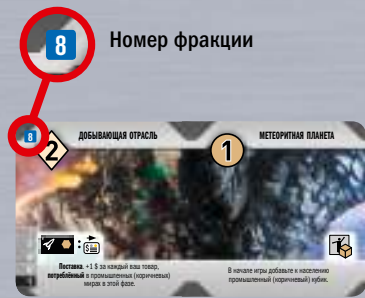 8 Номер фракции
8
2 ДОБЫВАЮЩАЯ ОТРАСЛЬ
1 МЕТЕОРИТНАЯ ПЛАНЕТА
: $
Поставка. +1 $ за каждый ваш товар,
потреблённый в промышленных (коричневых)
мирах в этой фазе.
В начале игры добавьте к населению
промышленный (коричневый) кубик.